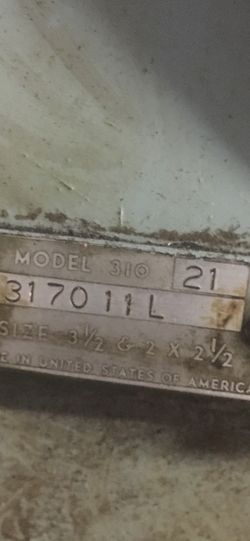 MODEL 310 21
317011L
SIZE 3½ & 2 X 2½
E IN UNITED STATES OF AMERICA